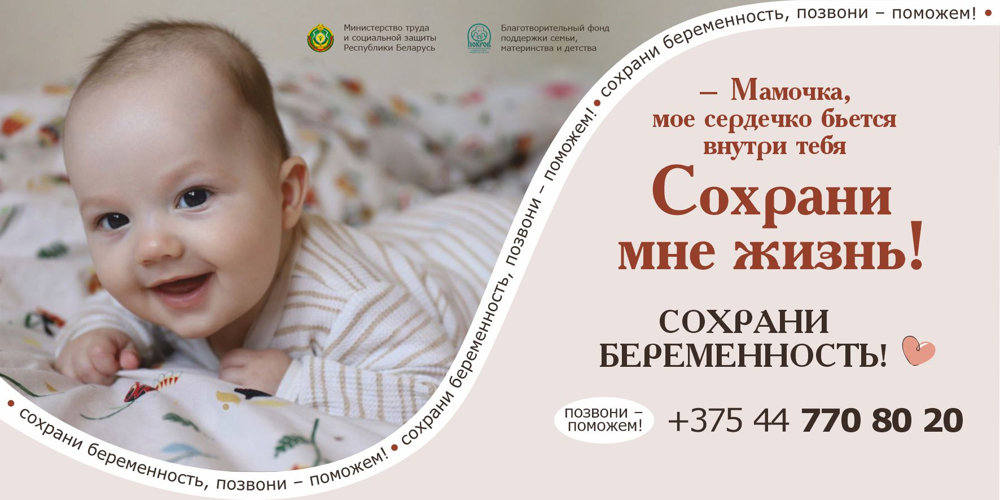 Министерство труда
и социальной защиты
Республики Беларусь
ПОКРОВ
Благотворительный фонд
поддержки семьи,
материнства и детства
• сохрани беременность, позвони – поможем! • сохрани беременность, позвони – поможем! • сохрани беременность, позвони – поможем! •
– Мамочка,
мое сердечко бьется
внутри тебя
Сохрани
мне жизнь!
СОХРАНИ
БЕРЕМЕННОСТЬ!
позвони –
поможем!
+375 44 770 80 20